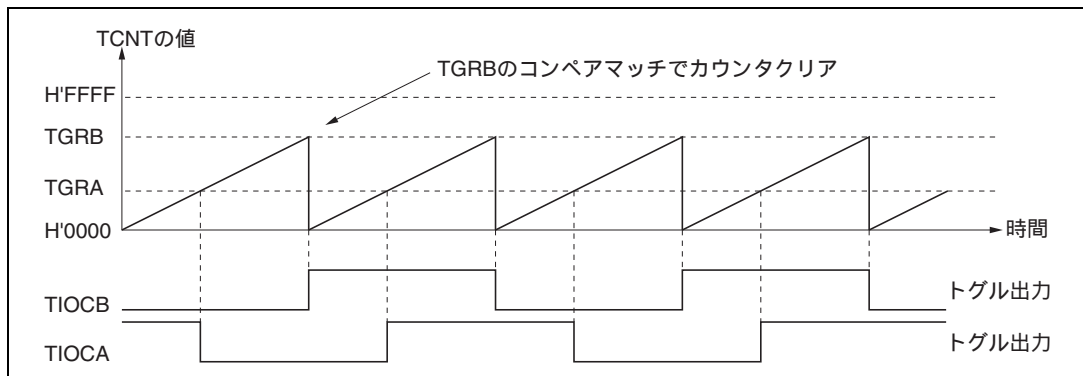 TCNTの値
TGRBのコンペアマッチでカウンタクリア
H'FFFF
TGRB
TGRA
H'0000
時間
TIOCB
トグル出力
TIOCA
トグル出力